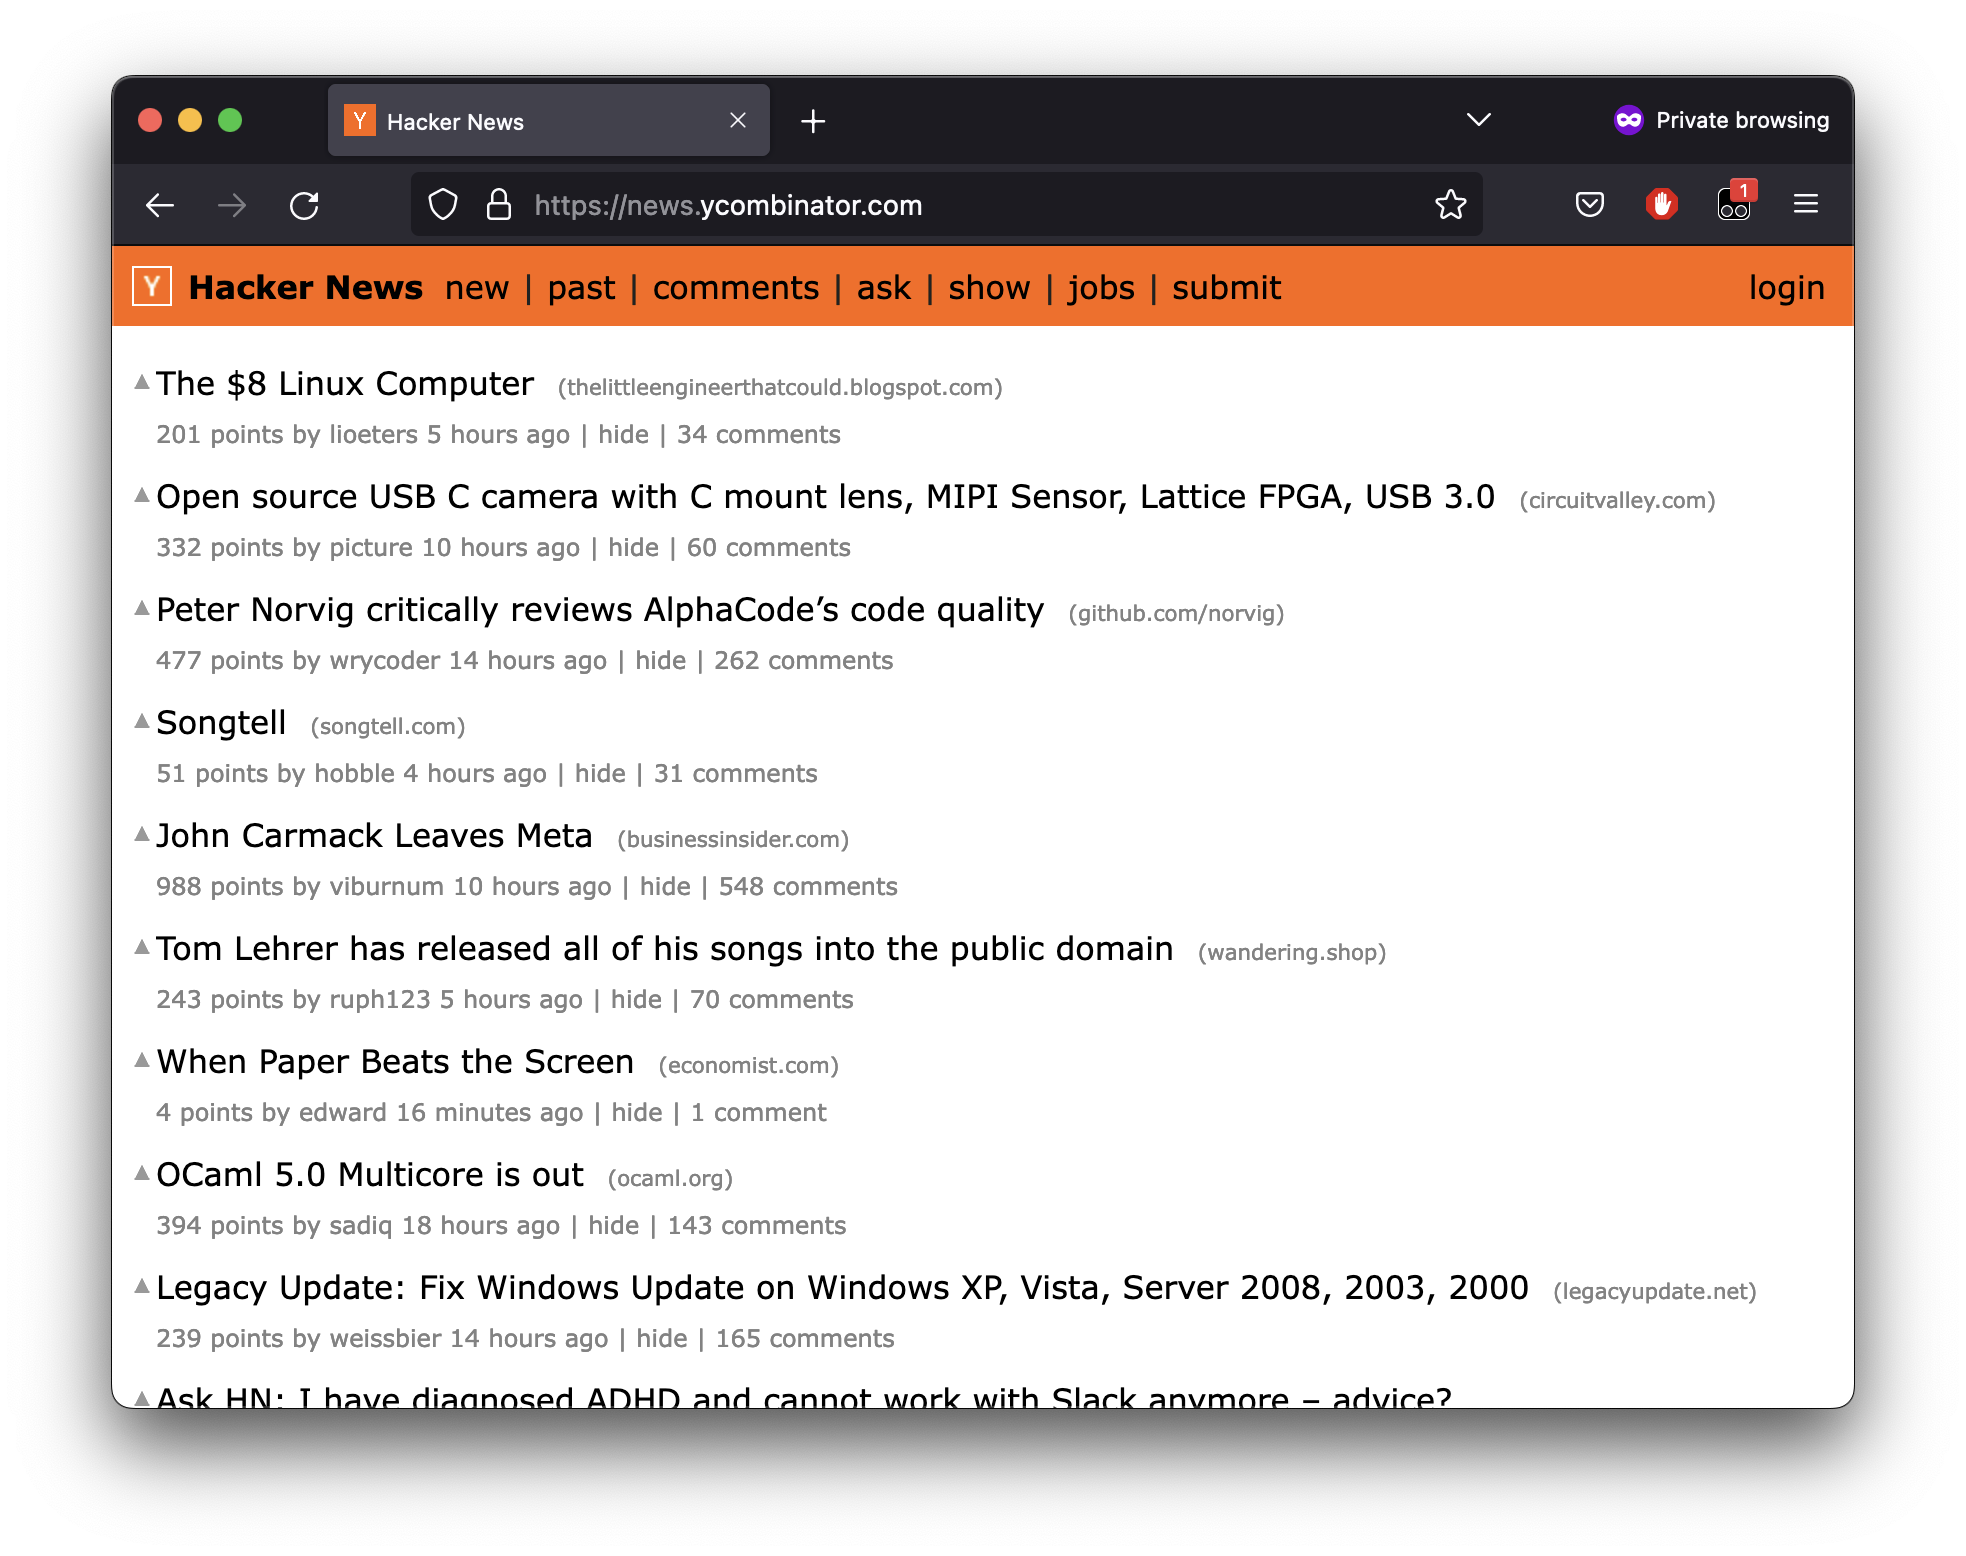 Y Hacker News
Private browsing
https://news.ycombinator.com
1
Y Hacker News new | past | comments | ask | show | jobs | submit login
The $8 Linux Computer (thelittleengineerthatcould.blogspot.com)
201 points by lioeters 5 hours ago | hide | 34 comments
Open source USB C camera with C mount lens, MIPI Sensor, Lattice FPGA, USB 3.0 (circuitvalley.com)
332 points by picture 10 hours ago | hide | 60 comments
Peter Norvig critically reviews AlphaCode’s code quality (github.com/norvig)
477 points by wrycoder 14 hours ago | hide | 262 comments
Songtell (songtell.com)
51 points by hobble 4 hours ago | hide | 31 comments
John Carmack Leaves Meta (businessinsider.com)
988 points by viburnum 10 hours ago | hide | 548 comments
Tom Lehrer has released all of his songs into the public domain (wandering.shop)
243 points by ruph123 5 hours ago | hide | 70 comments
When Paper Beats the Screen (economist.com)
4 points by edward 16 minutes ago | hide | 1 comment
OCaml 5.0 Multicore is out (ocaml.org)
394 points by sadiq 18 hours ago | hide | 143 comments
Legacy Update: Fix Windows Update on Windows XP, Vista, Server 2008, 2003, 2000 (legacyupdate.net)
239 points by weissbier 14 hours ago | hide | 165 comments
Ask HN: I have diagnosed ADHD and cannot work with Slack anymore – advice?